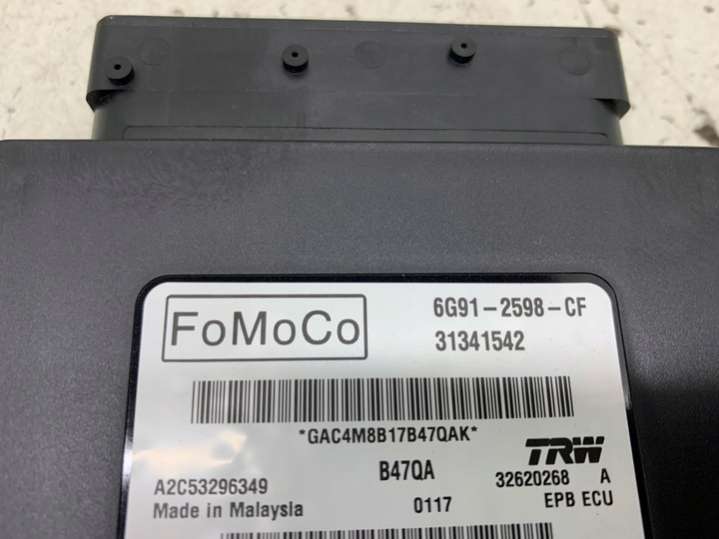 FoMoCo
6G91-2598-CF
31341542
*GAC4M8B17B47QAK*
TRW
B47QA
32620268 A
A2C53296349
EPB ECU
Made in Malaysia
0117